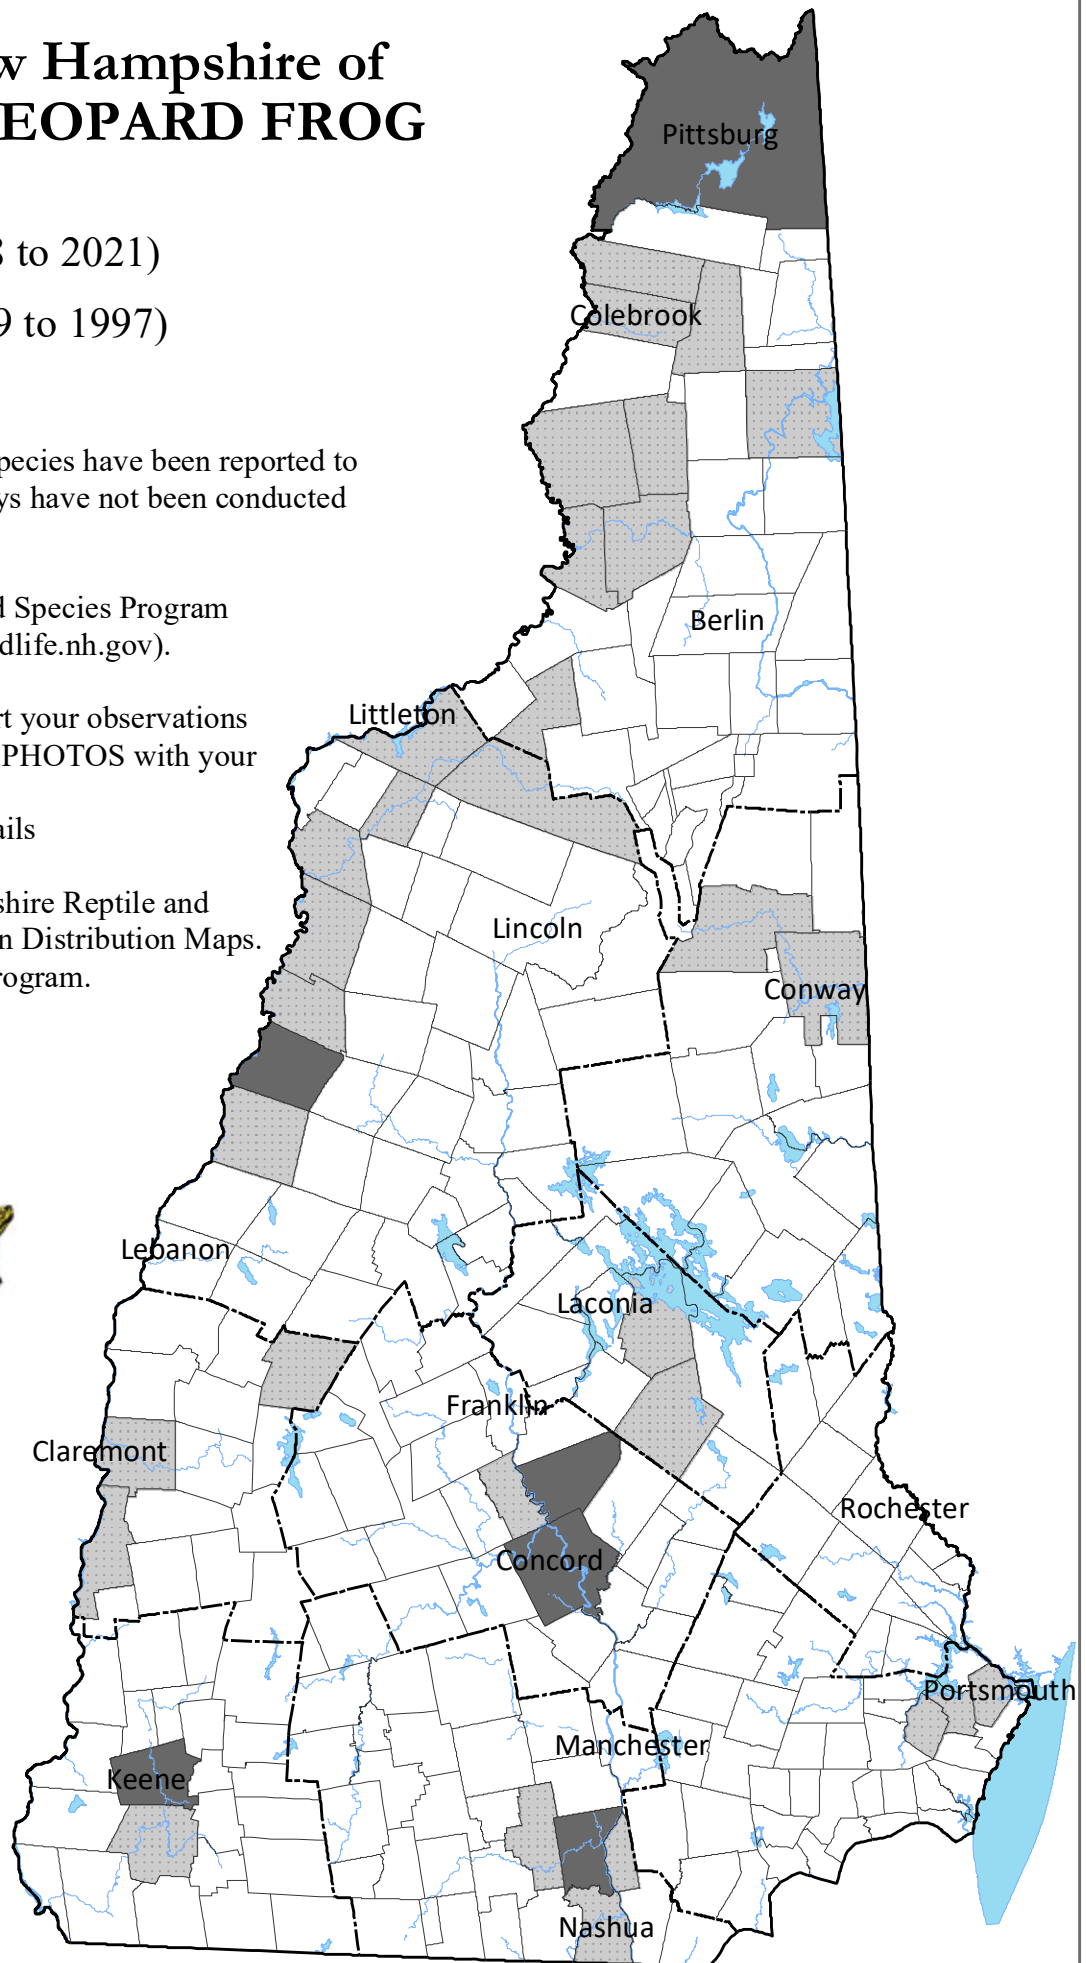 w Hampshire of
EOPARD FROG
8 to 2021)
9 to 1997)
pecies have been reported to
ys have not been conducted
d Species Program
dlife.nh.gov).
rt your observations
PHOTOS with your
ails
shire Reptile and
n Distribution Maps.
rogram.
Pittsburg
Colebrook
Berlin
Littleton
Lincoln
Conway
Lebanon
Laconia
Franklin
Claremont
Rochester
Concord
Portsmouth
Manchester
Keene
Nashua